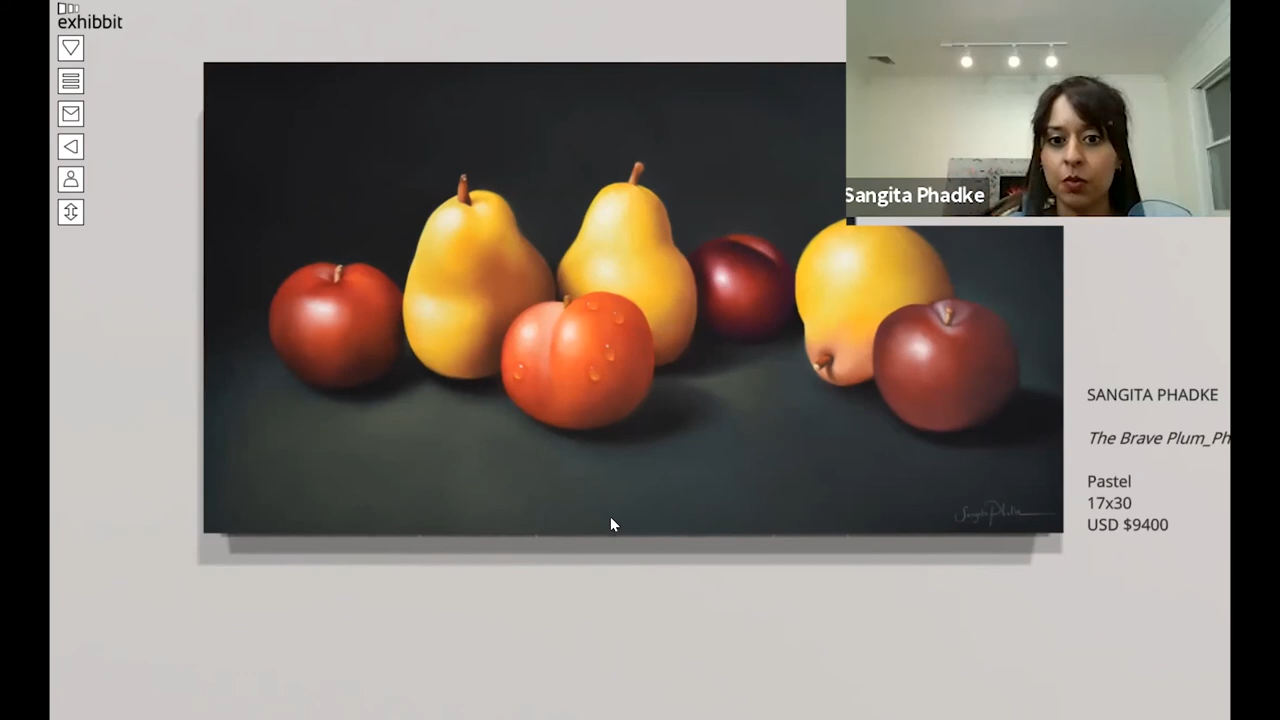 exhibbit
Sangita Phadke
SANGITA PHADKE
The Brave Plum_Ph
Pastel
17x30
USD $9400